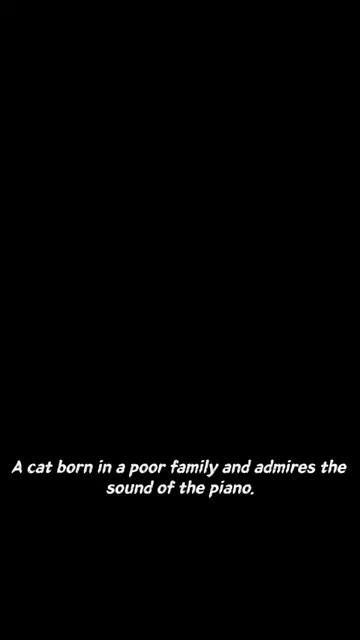 A cat born in a poor family and admires the
sound of the piano.